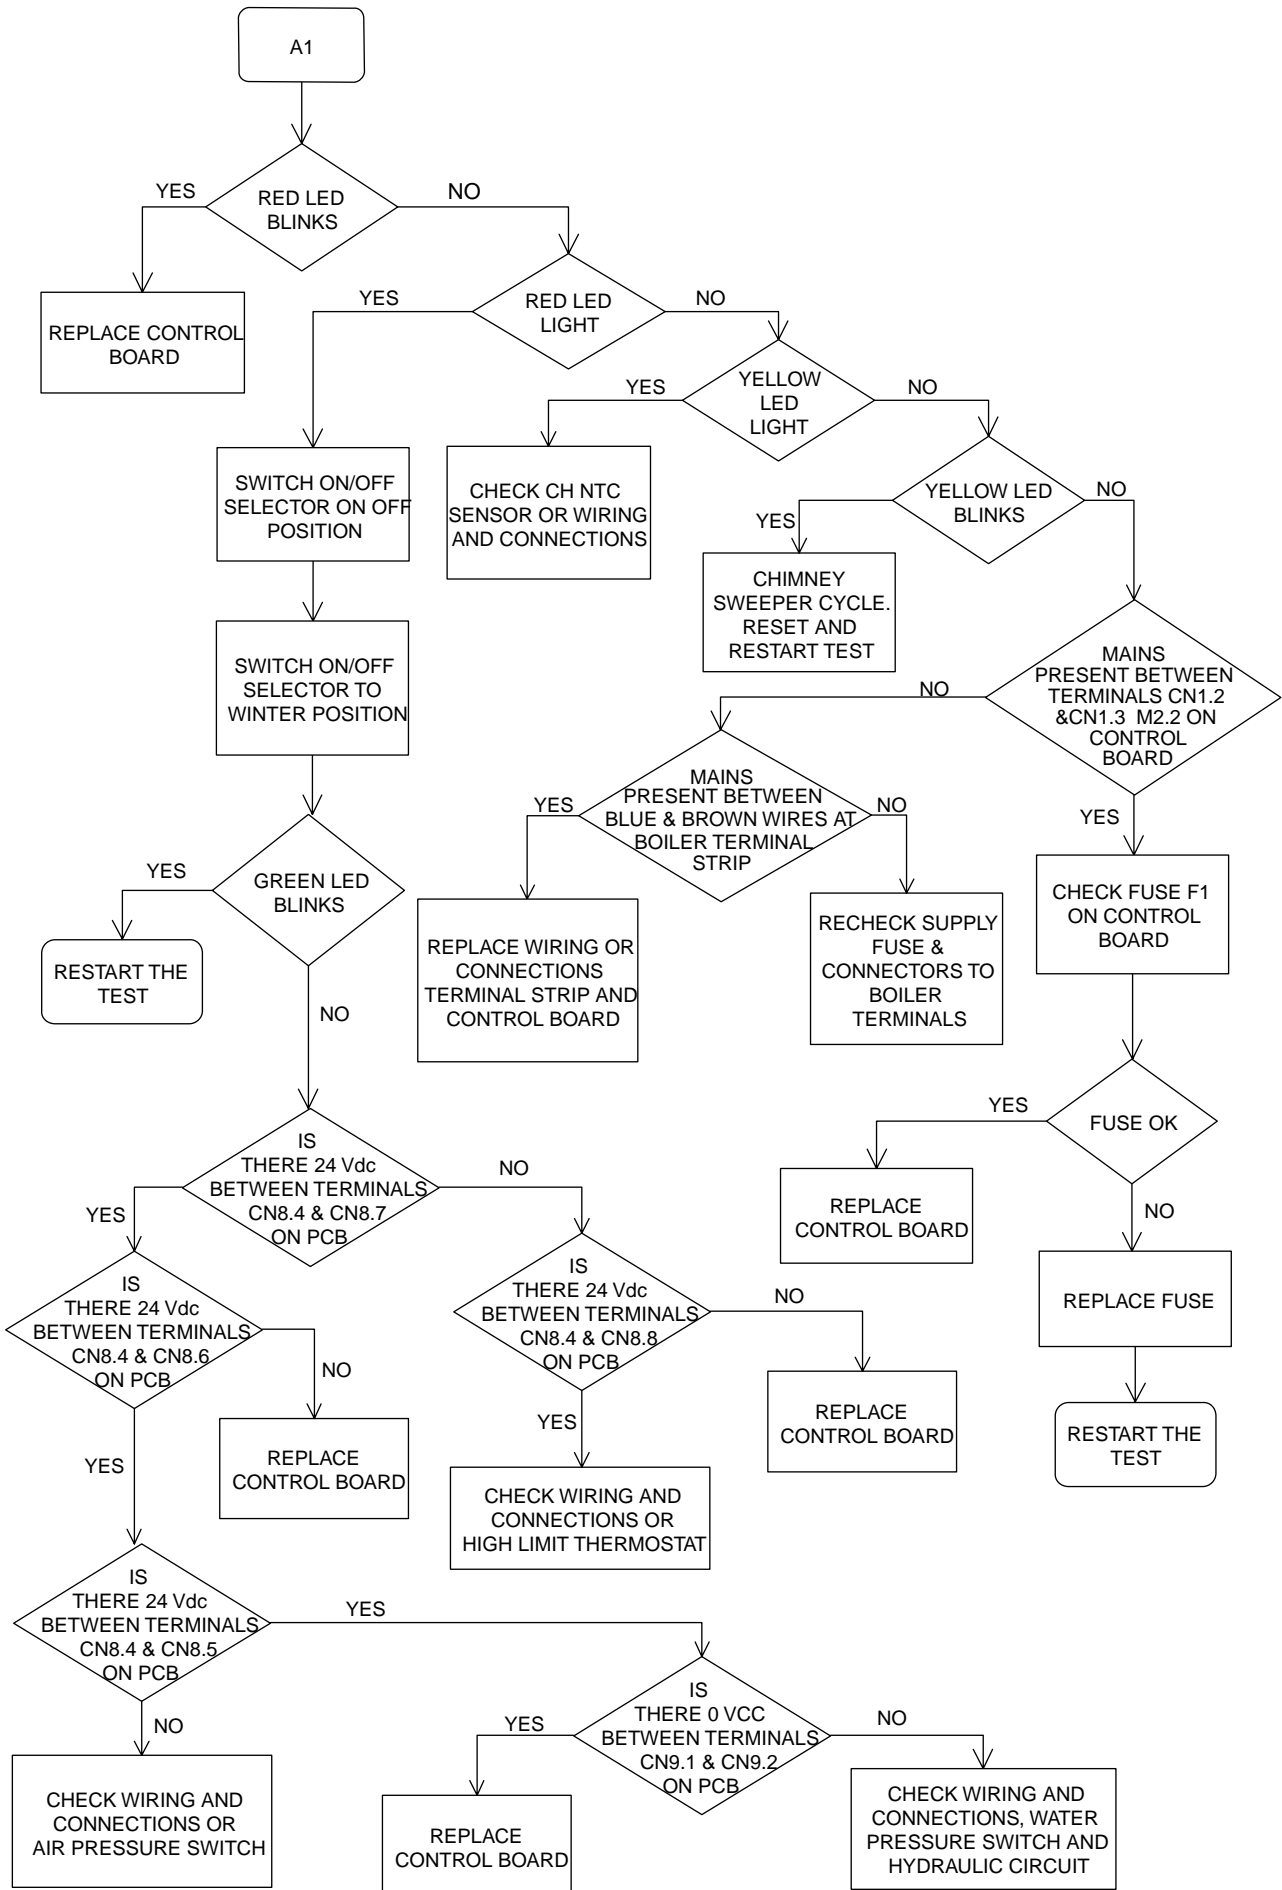 A1
RED LED
BLINKS
YES
NO
REPLACE CONTROL
BOARD
RED LED
LIGHT
YES
NO
YELLOW
LED
LIGHT
YES
NO
SWITCH ON/OFF
SELECTOR ON OFF
POSITION
CHECK CH NTC
SENSOR OR WIRING
AND CONNECTIONS
YELLOW LED
BLINKS
YES
NO
CHIMNEY
SWEEPER CYCLE.
RESET AND
RESTART TEST
SWITCH ON/OFF
SELECTOR TO
WINTER POSITION
MAINS
PRESENT BETWEEN
TERMINALS CN1.2
&CN1.3  M2.2 ON
CONTROL
BOARD
NO
YES
MAINS
PRESENT BETWEEN
BLUE & BROWN WIRES AT
BOILER TERMINAL
STRIP
YES
NO
GREEN LED
BLINKS
YES
NO
RESTART THE
TEST
REPLACE WIRING OR
CONNECTIONS
TERMINAL STRIP AND
CONTROL BOARD
RECHECK SUPPLY
FUSE &
CONNECTORS TO
BOILER
TERMINALS
CHECK FUSE F1
ON CONTROL
BOARD
FUSE OK
YES
NO
REPLACE
CONTROL BOARD
REPLACE FUSE
RESTART THE
TEST
IS
THERE 24 Vdc
BETWEEN TERMINALS
CN8.4 & CN8.7
ON PCB
YES
NO
IS
THERE 24 Vdc
BETWEEN TERMINALS
CN8.4 & CN8.6
ON PCB
NO
YES
REPLACE
CONTROL BOARD
IS
THERE 24 Vdc
BETWEEN TERMINALS
CN8.4 & CN8.8
ON PCB
NO
YES
REPLACE
CONTROL BOARD
CHECK WIRING AND
CONNECTIONS OR
HIGH LIMIT THERMOSTAT
IS
THERE 24 Vdc
BETWEEN TERMINALS
CN8.4 & CN8.5
ON PCB
YES
NO
CHECK WIRING AND
CONNECTIONS OR
AIR PRESSURE SWITCH
IS
THERE 0 VCC
BETWEEN TERMINALS
CN9.1 & CN9.2
ON PCB
YES
NO
REPLACE
CONTROL BOARD
CHECK WIRING AND
CONNECTIONS, WATER
PRESSURE SWITCH AND
HYDRAULIC CIRCUIT